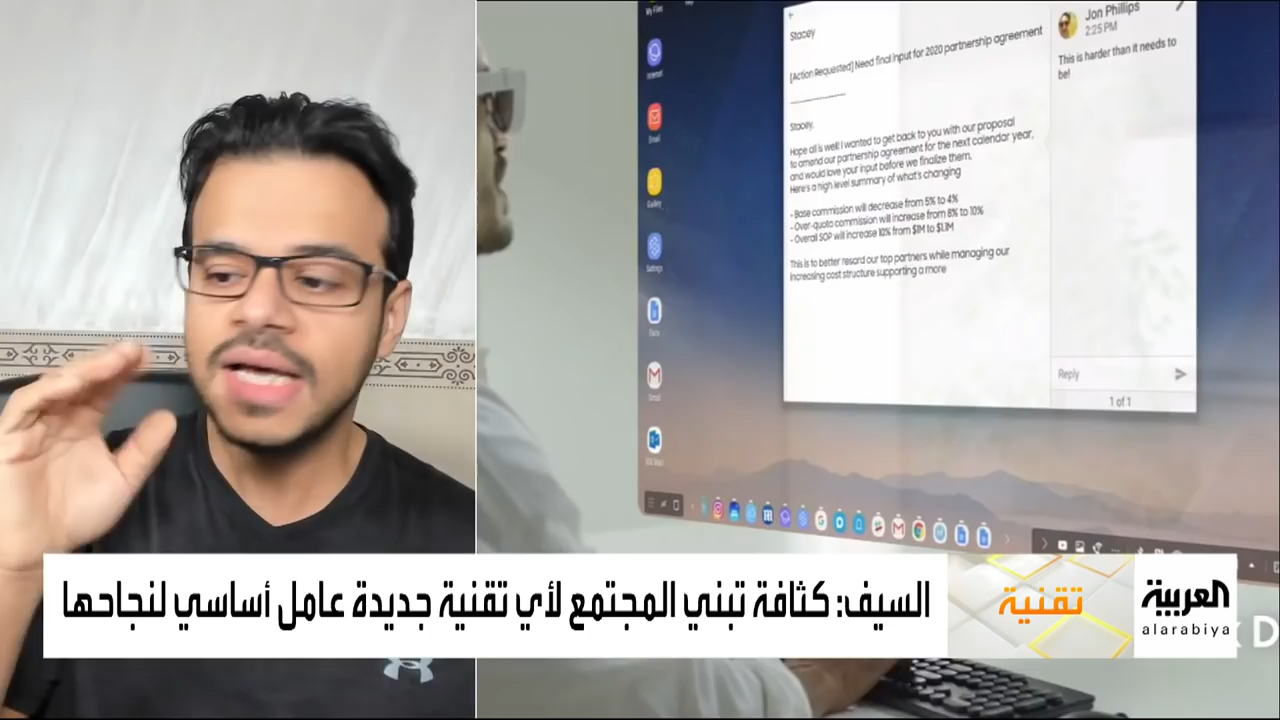 My Files
Stacey
[Action Requested] Need final input for 2020 partnership agreement
Stacey,
Hope all is well! I wanted to get back to you with our proposal
to amend our partnership agreement for the next calendar year,
and would love your input before we finalize them.
Here's a high level summary of what's changing
- Base commission will decrease from 5% to 4%
- Over-quota commission will increase from 8% to 10%
- Overall SOP will increase 10% from $1M to $1.1M
This is to better resard our top partners while managing our
increasing cost structure supporting a more
Jon Phillips
2:25 PM
This is harder than it needs to
be!
Reply
1 of 1
Internet
Email
Gallery
Settings
Docs
Gmail
السيف: كثافة تبني المجتمع لأي تقنية جديدة عامل أساسي لنجاحها
تقنية
العربية
alarabiya
D